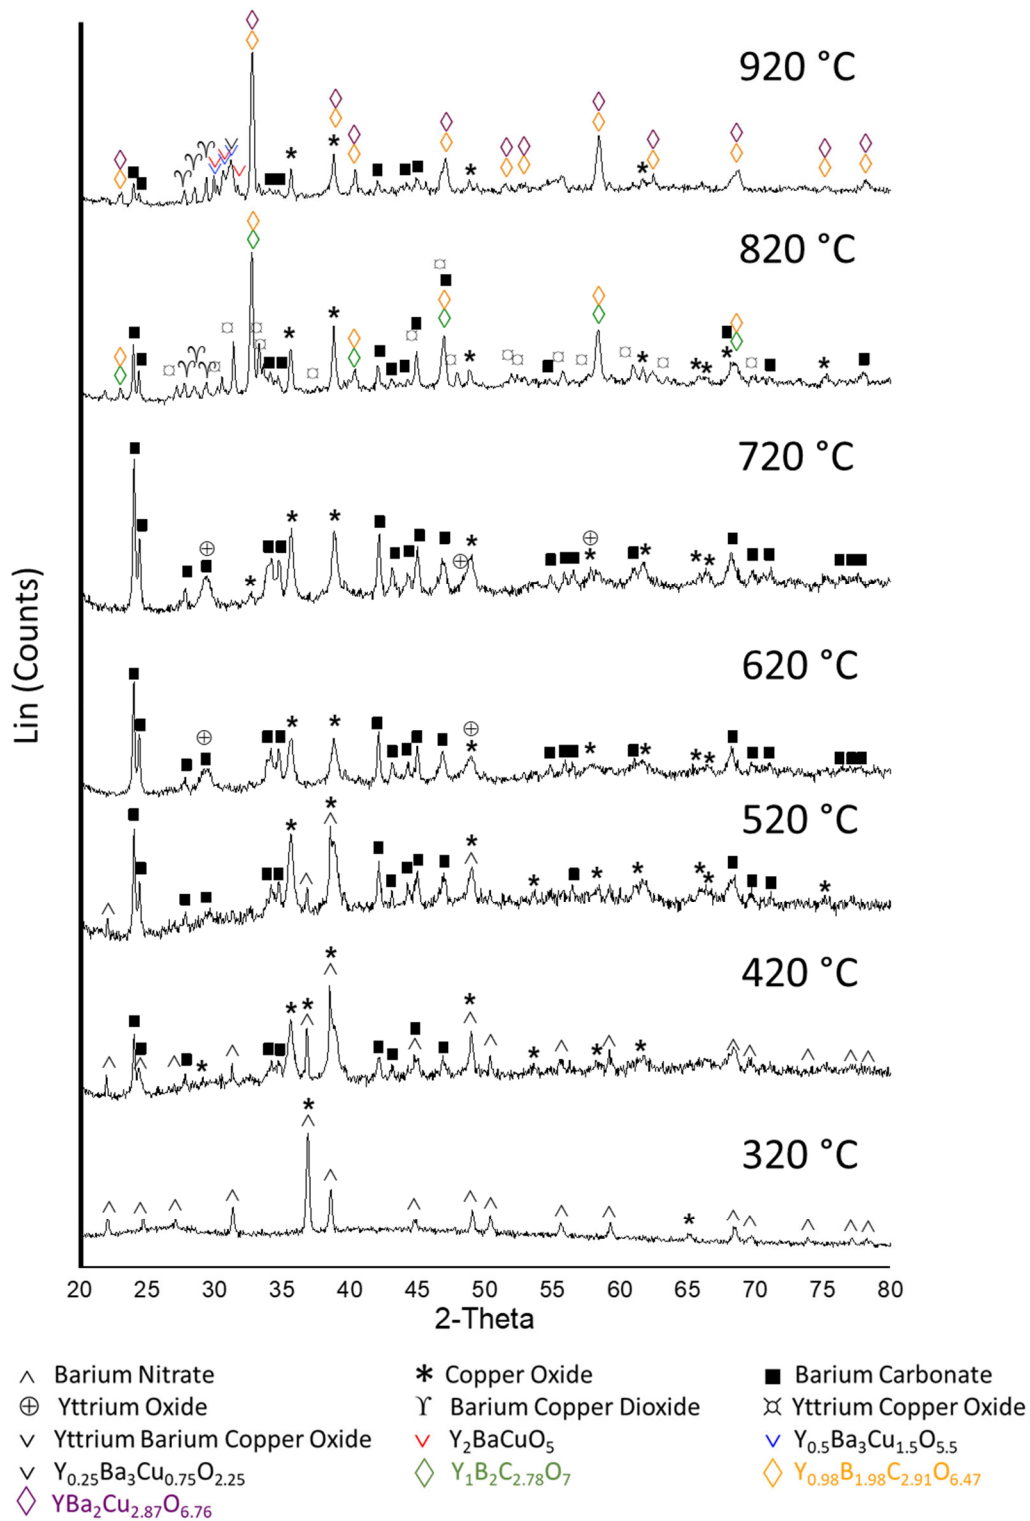 920 °C
820 °C
720 °C
620 °C
520 °C
420 °C
320 °C
Lin (Counts)
20 25 30 35 40 45 50 55 60 65 70 75 80
2-Theta
^ Barium Nitrate * Copper Oxide ■ Barium Carbonate
⊕ Yttrium Oxide ϒ Barium Copper Dioxide ¤ Yttrium Copper Oxide
∨ Yttrium Barium Copper Oxide ∨ Y₂BaCuO₅ ∨ Y₀.₅Ba₃Cu₁.₅O₅.₅
∨ Y₀.₂₅Ba₃Cu₀.₇₅O₂.₂₅ ◇ Y₁B₂C₂.₇₈O₇ ◇ Y₀.₉₈B₁.₉₈C₂.₉₁O₆.₄₇
◇ YBa₂Cu₂.₈₇O₆.₇₆